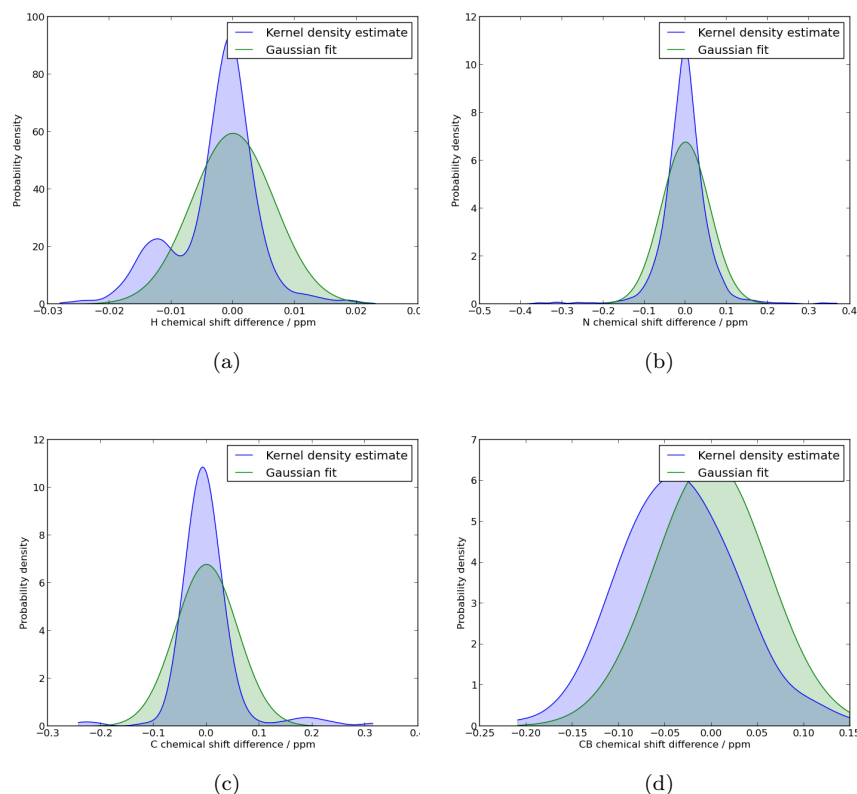 100
80
60
40
20
0
Probability density
Kernel density estimate
Gaussian fit
−0.03 −0.02 −0.01 0.00 0.01 0.02 0.0
H chemical shift difference / ppm
(a)
12
10
8
6
4
2
0
Probability density
Kernel density estimate
Gaussian fit
−0.5 −0.4 −0.3 −0.2 −0.1 0.0 0.1 0.2 0.3 0.4
N chemical shift difference / ppm
(b)
12
10
8
6
4
2
0
Probability density
Kernel density estimate
Gaussian fit
−0.3 −0.2 −0.1 0.0 0.1 0.2 0.3 0.
C chemical shift difference / ppm
(c)
7
6
5
4
3
2
1
0
Probability density
Kernel density estimate
Gaussian fit
−0.25 −0.20 −0.15 −0.10 −0.05 0.00 0.05 0.10 0.15
CB chemical shift difference / ppm
(d)